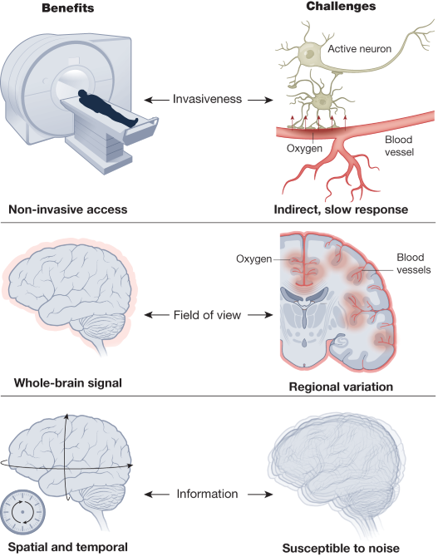 Benefits
Challenges
Active neuron
Invasiveness
Oxygen
Blood
vessel
Non-invasive access
Indirect, slow response
Oxygen
Blood
vessels
Field of view
Whole-brain signal
Regional variation
Information
Spatial and temporal
Susceptible to noise